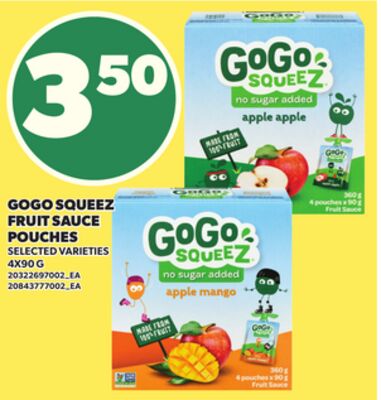 3 50
GOGO SQUEEZ
FRUIT SAUCE
POUCHES
SELECTED VARIETIES
4X90 G
20322697002_EA
20843777002_EA
GoGo
SQUEEZ
no sugar added
apple apple
MADE FROM
100% FRUIT
360 g
4 pouches x 90 g
Fruit Sauce
GoGo
SQUEEZ
no sugar added
apple mango
MADE FROM
100% FRUIT
360 g
4 pouches x 90 g
Fruit Sauce